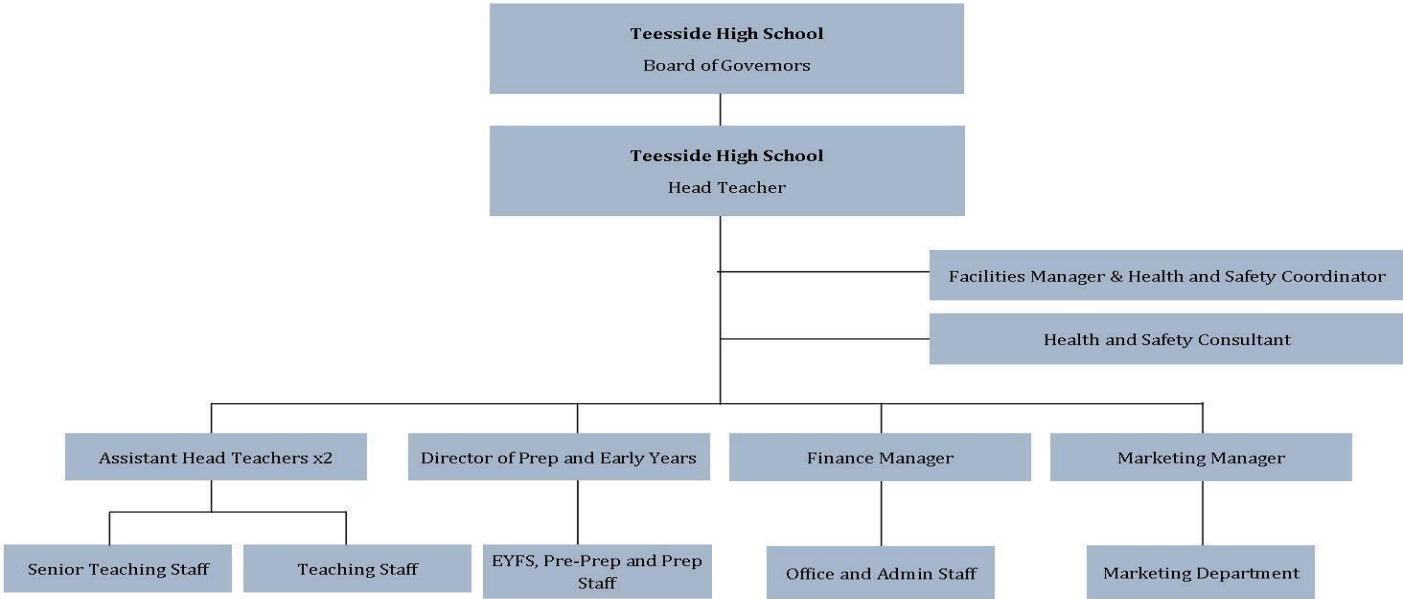 Teesside High School
Board of Governors
Teesside High School
Head Teacher
Facilities Manager & Health and Safety Coordinator
Health and Safety Consultant
Assistant Head Teachers x2
Director of Prep and Early Years
Finance Manager
Marketing Manager
Senior Teaching Staff
Teaching Staff
EYFS, Pre-Prep and Prep
Staff
Office and Admin Staff
Marketing Department